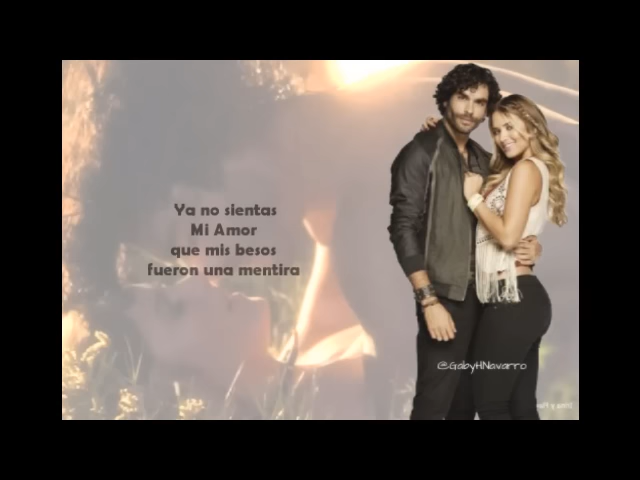 Ya no sientas
Mi Amor
que mis besos
fueron una mentira
@GabyHNavarro